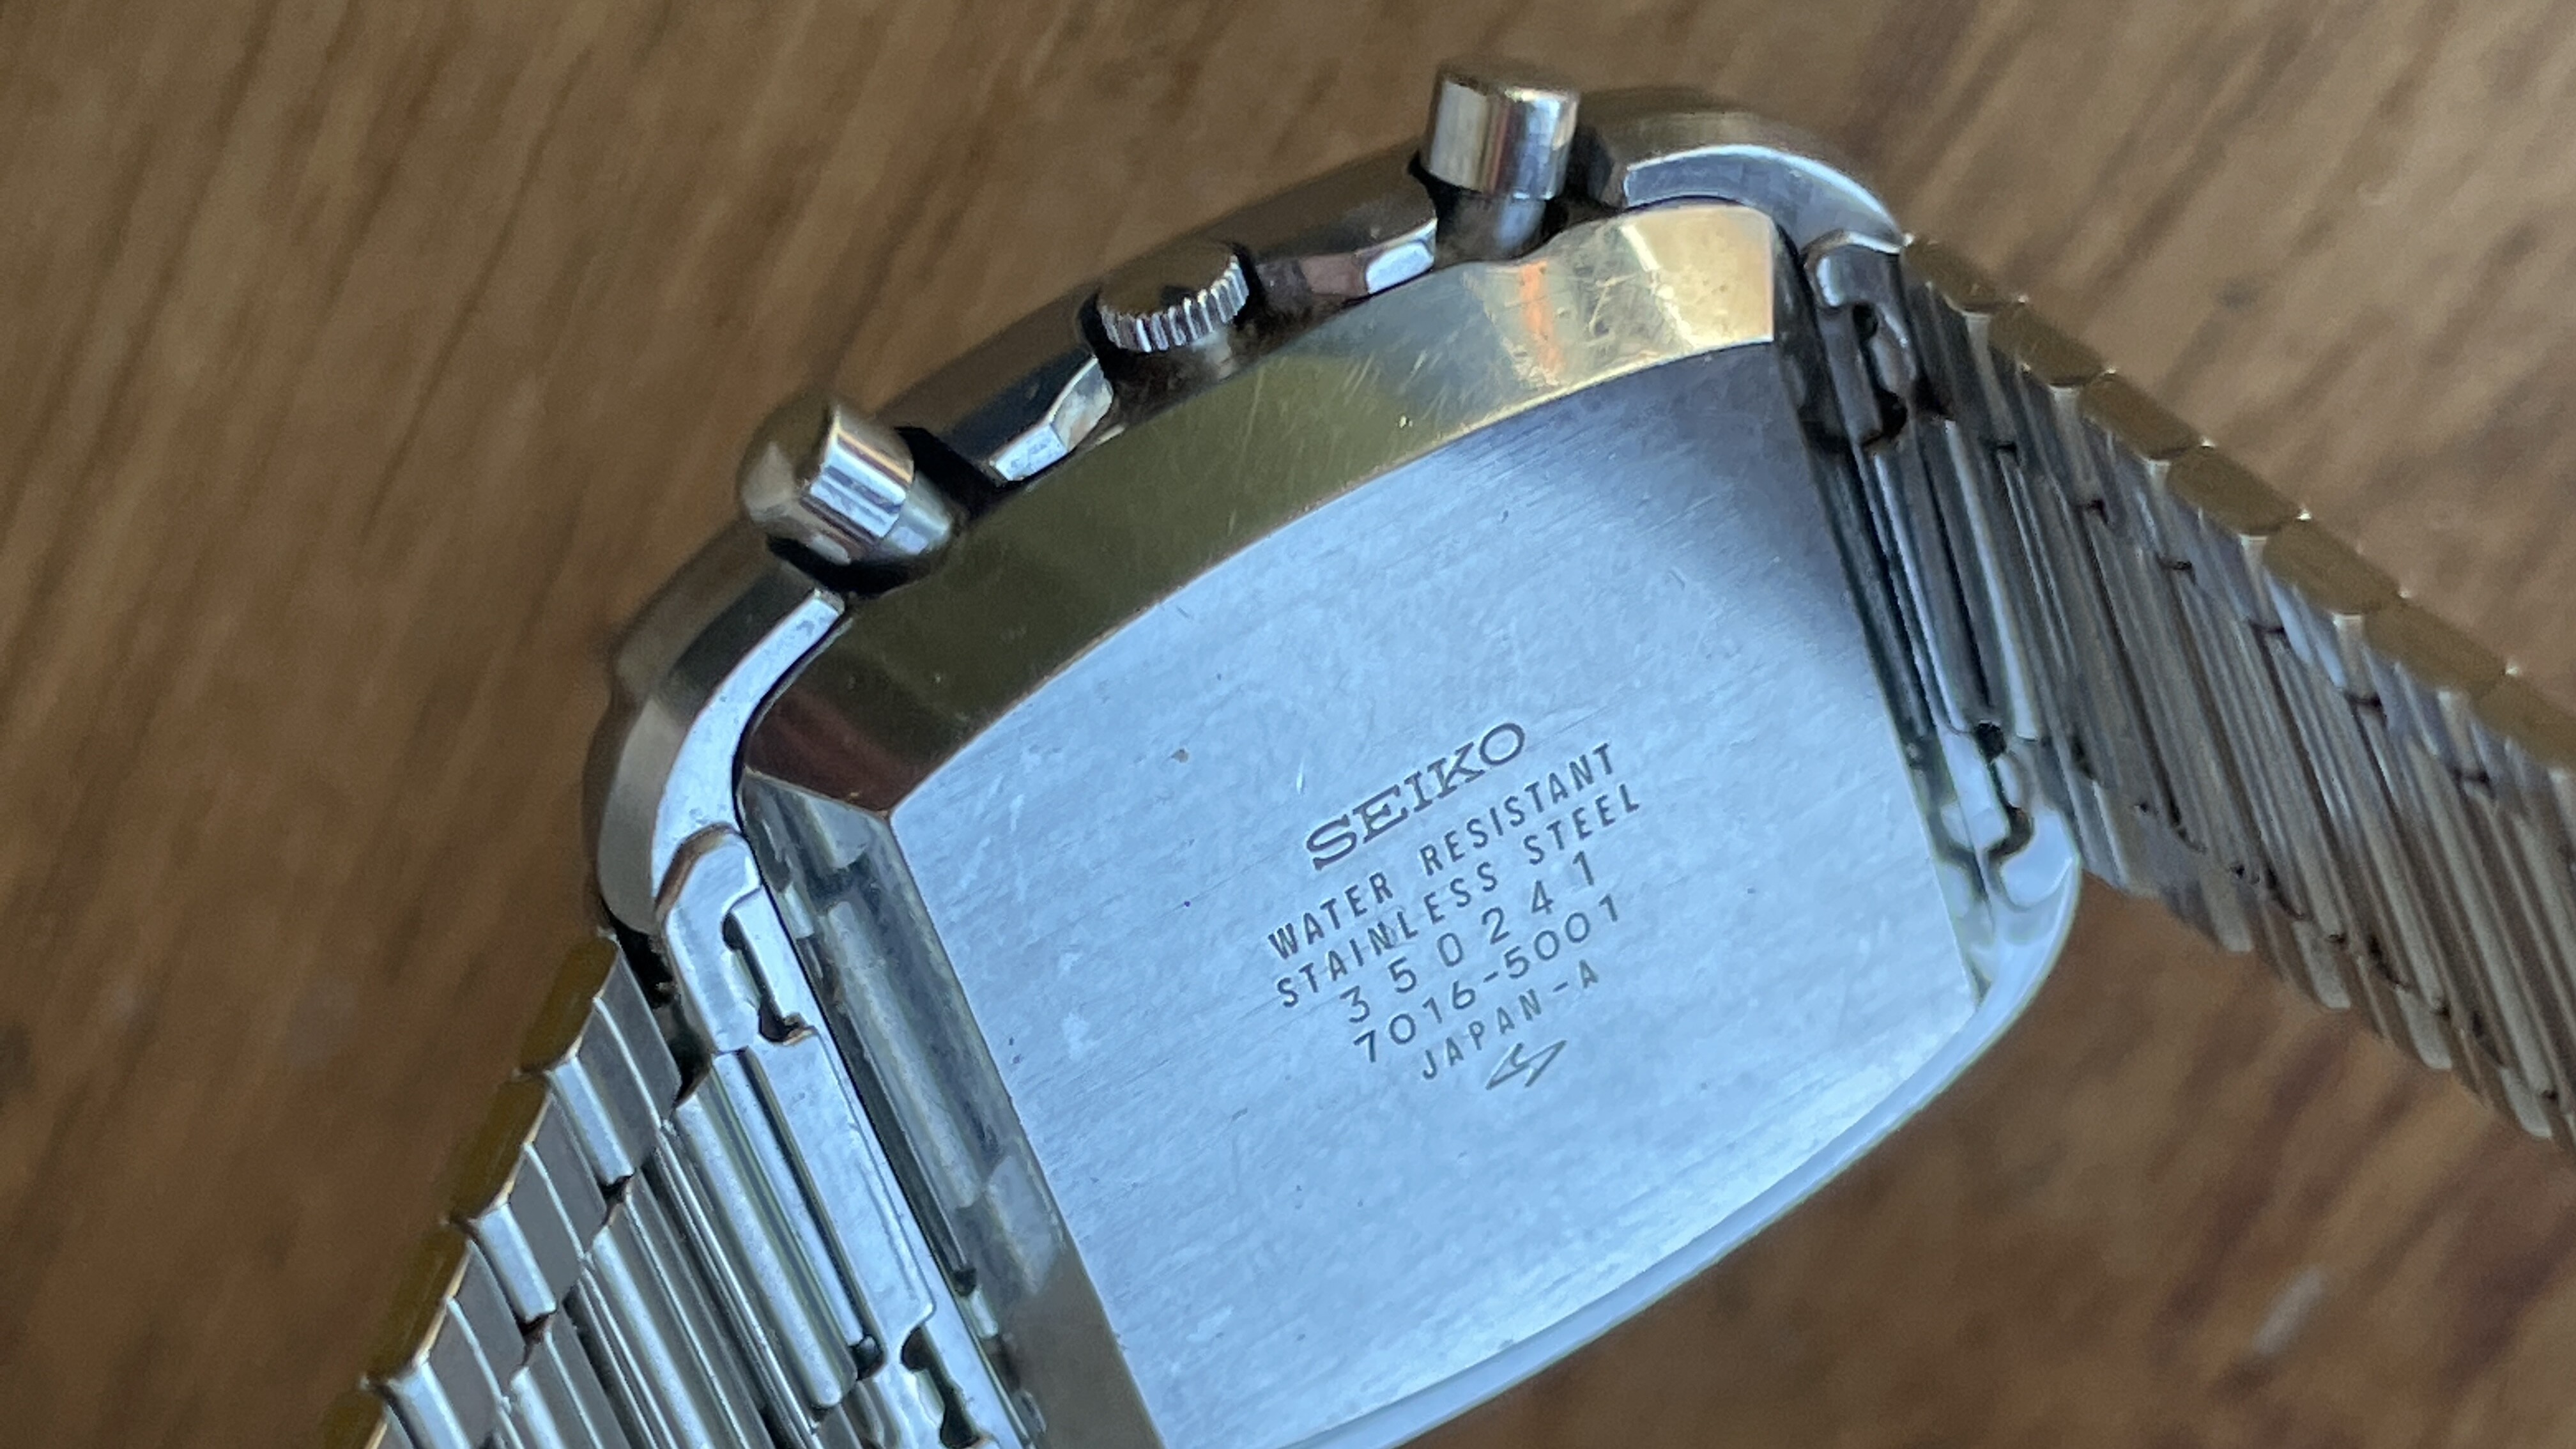 SEIKO
WATER RESISTANT
STAINLESS STEEL
350241
7016-5001
JAPAN-A